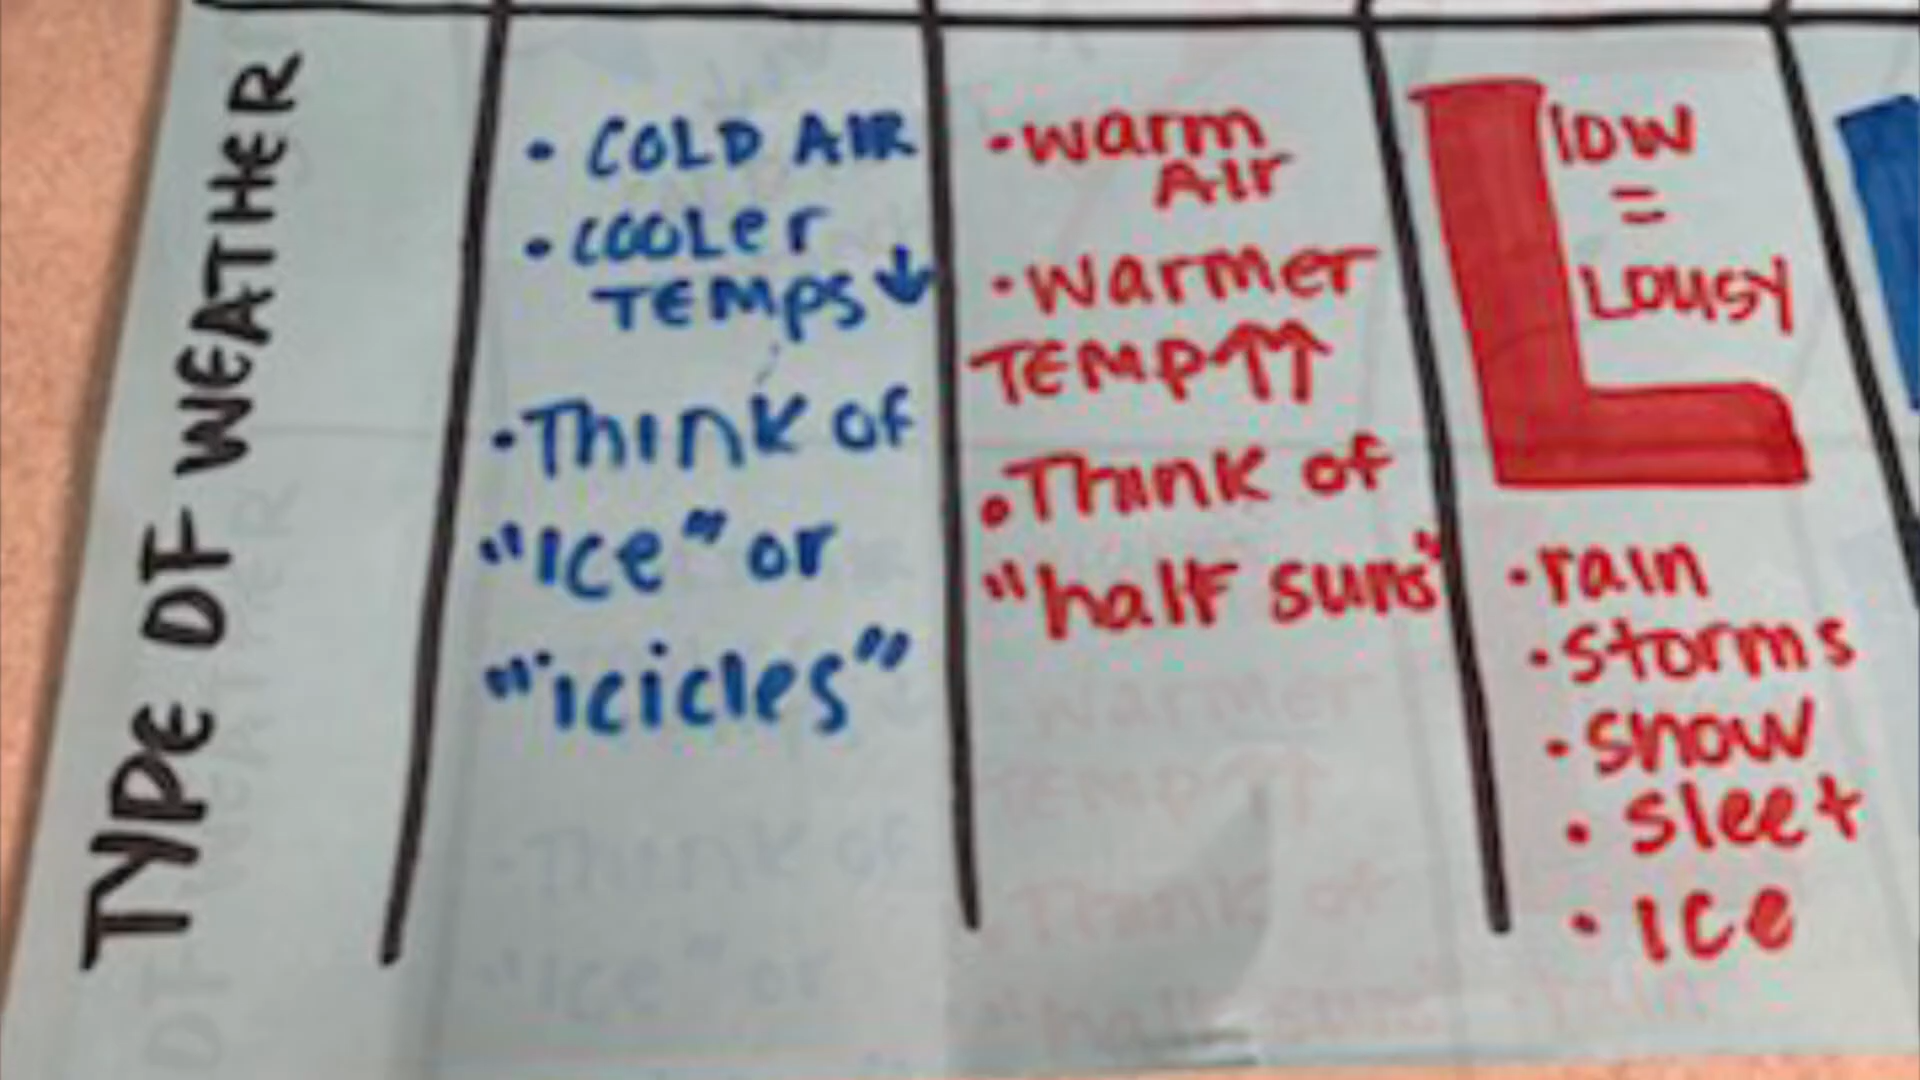 TYPE OF WEATHER
• COLD AIR
• COOLer
TEMPS ↓
• Think of
"Ice" or
"icicles"
• warm
Air
• warmer
TEMP ↑↑
• Think of
"half suns"
L
low
=
Lousy
• rain
• storms
• snow
• sleet
• Ice